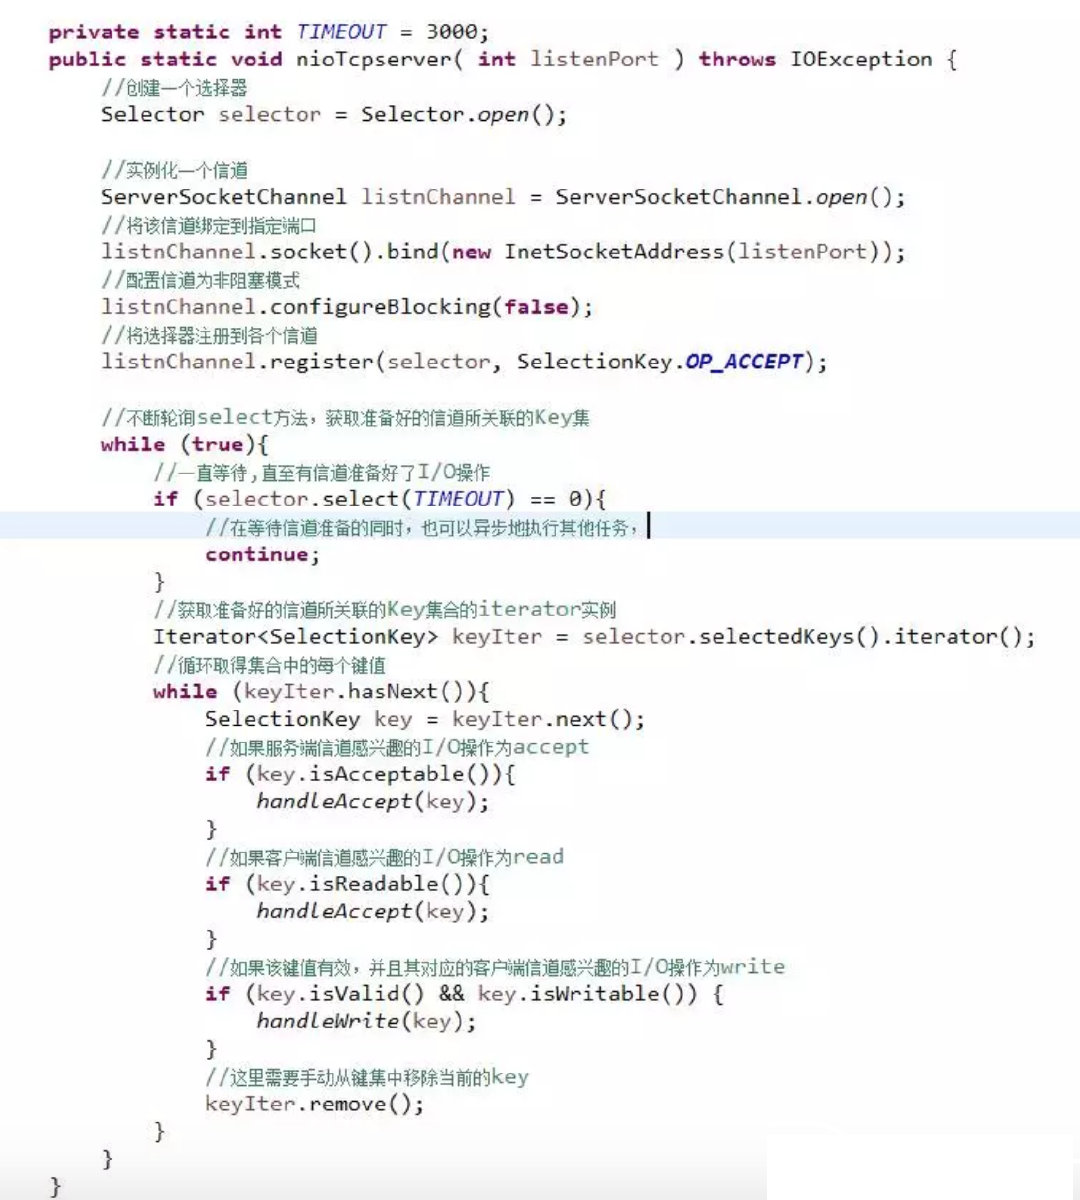 private static int TIMEOUT = 3000;
public static void nioTcpserver( int listenPort ) throws IOException {
//创建一个选择器
Selector selector = Selector.open();
//实例化一个信道
ServerSocketChannel listnChannel = ServerSocketChannel.open();
//将该信道绑定到指定端口
listnChannel.socket().bind(new InetSocketAddress(listenPort));
//配置信道为非阻塞模式
listnChannel.configureBlocking(false);
//将选择器注册到各个信道
listnChannel.register(selector, SelectionKey.OP_ACCEPT);
//不断轮询select方法，获取准备好的信道所关联的Key集
while (true){
//一直等待,直至有信道准备好了I/O操作
if (selector.select(TIMEOUT) == 0){
//在等待信道准备的同时，也可以异步地执行其他任务，
continue;
}
//获取准备好的信道所关联的Key集合的iterator实例
Iterator<SelectionKey> keyIter = selector.selectedKeys().iterator();
//循环取得集合中的每个键值
while (keyIter.hasNext()){
SelectionKey key = keyIter.next();
//如果服务端信道感兴趣的I/O操作为accept
if (key.isAcceptable()){
handleAccept(key);
}
//如果客户端信道感兴趣的I/O操作为read
if (key.isReadable()){
handleAccept(key);
}
//如果该键值有效，并且其对应的客户端信道感兴趣的I/O操作为write
if (key.isValid() && key.isWritable()) {
handleWrite(key);
}
//这里需要手动从键集中移除当前的key
keyIter.remove();
}
}
}